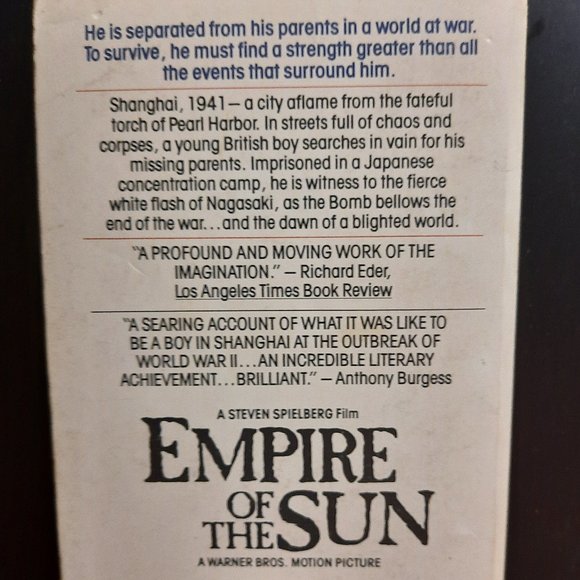 He is separated from his parents in a world at war.
To survive, he must find a strength greater than all
the events that surround him.
Shanghai, 1941—a city aflame from the fateful
torch of Pearl Harbor. In streets full of chaos and
corpses, a young British boy searches in vain for his
missing parents. Imprisoned in a Japanese
concentration camp, he is witness to the fierce
white flash of Nagasaki, as the Bomb bellows the
end of the war...and the dawn of a blighted world.
"A PROFOUND AND MOVING WORK OF THE
IMAGINATION." — Richard Eder,
Los Angeles Times Book Review
"A SEARING ACCOUNT OF WHAT IT WAS LIKE TO
BE A BOY IN SHANGHAI AT THE OUTBREAK OF
WORLD WAR II...AN INCREDIBLE LITERARY
ACHIEVEMENT...BRILLIANT." — Anthony Burgess
A STEVEN SPIELBERG Film
EMPIRE
OF
THE SUN
A WARNER BROS. MOTION PICTURE